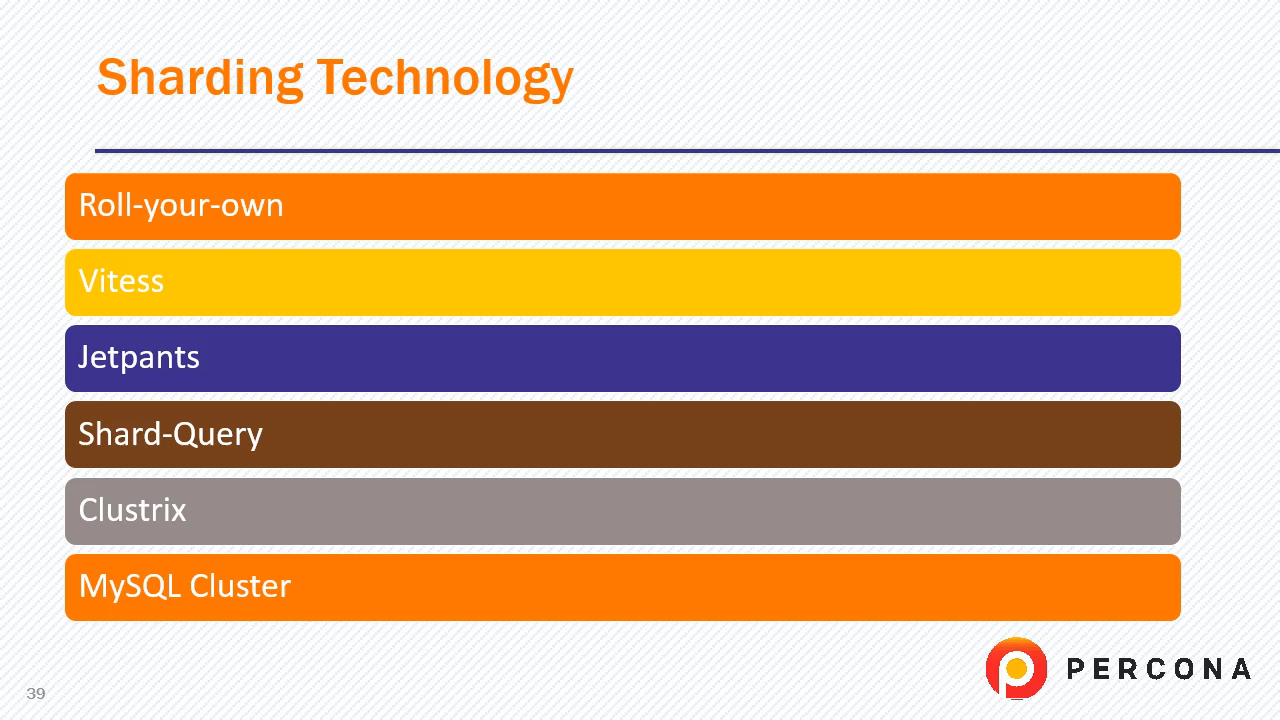 Sharding Technology
Roll-your-own
Vitess
Jetpants
Shard-Query
Clustrix
MySQL Cluster
39
PERCONA